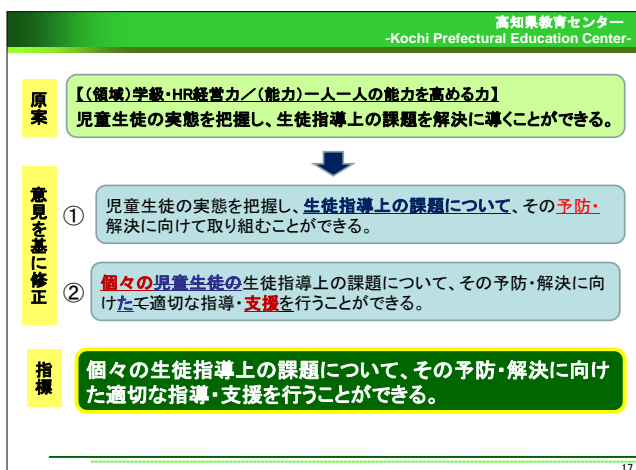 高知県教育センター
-Kochi Prefectural Education Center-
原案
【(領域)学級・HR経営力／(能力)一人一人の能力を高める力】
児童生徒の実態を把握し、生徒指導上の課題を解決に導くことができる。
意見を基に修正
①
児童生徒の実態を把握し、生徒指導上の課題について、その予防・
解決に向けて取り組むことができる。
②
個々の児童生徒の生徒指導上の課題について、その予防・解決に向
けたて適切な指導・支援を行うことができる。
指標
個々の生徒指導上の課題について、その予防・解決に向け
た適切な指導・支援を行うことができる。
17